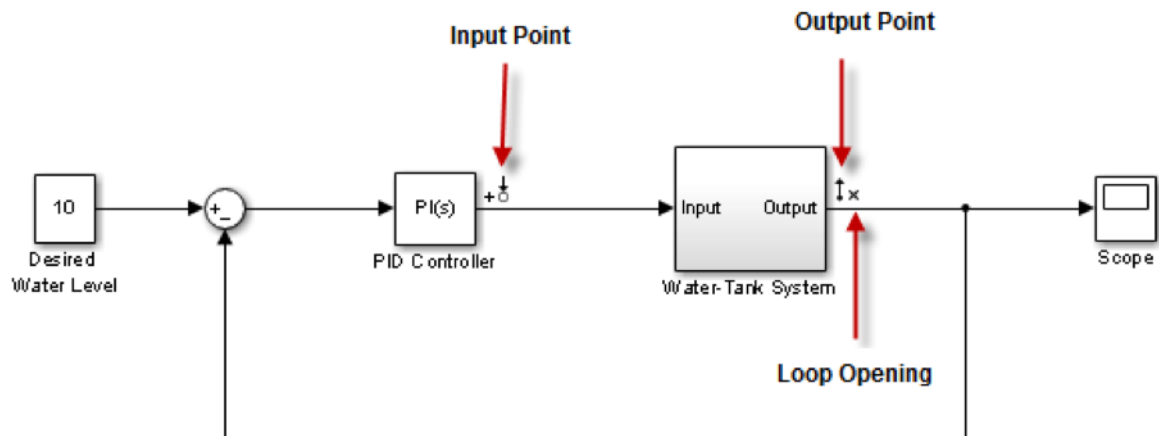 Input Point
Output Point
10
+
−
PI(s)
+
Input
Output
x
Desired
Water Level
PID Controller
Water-Tank System
Scope
Loop Opening